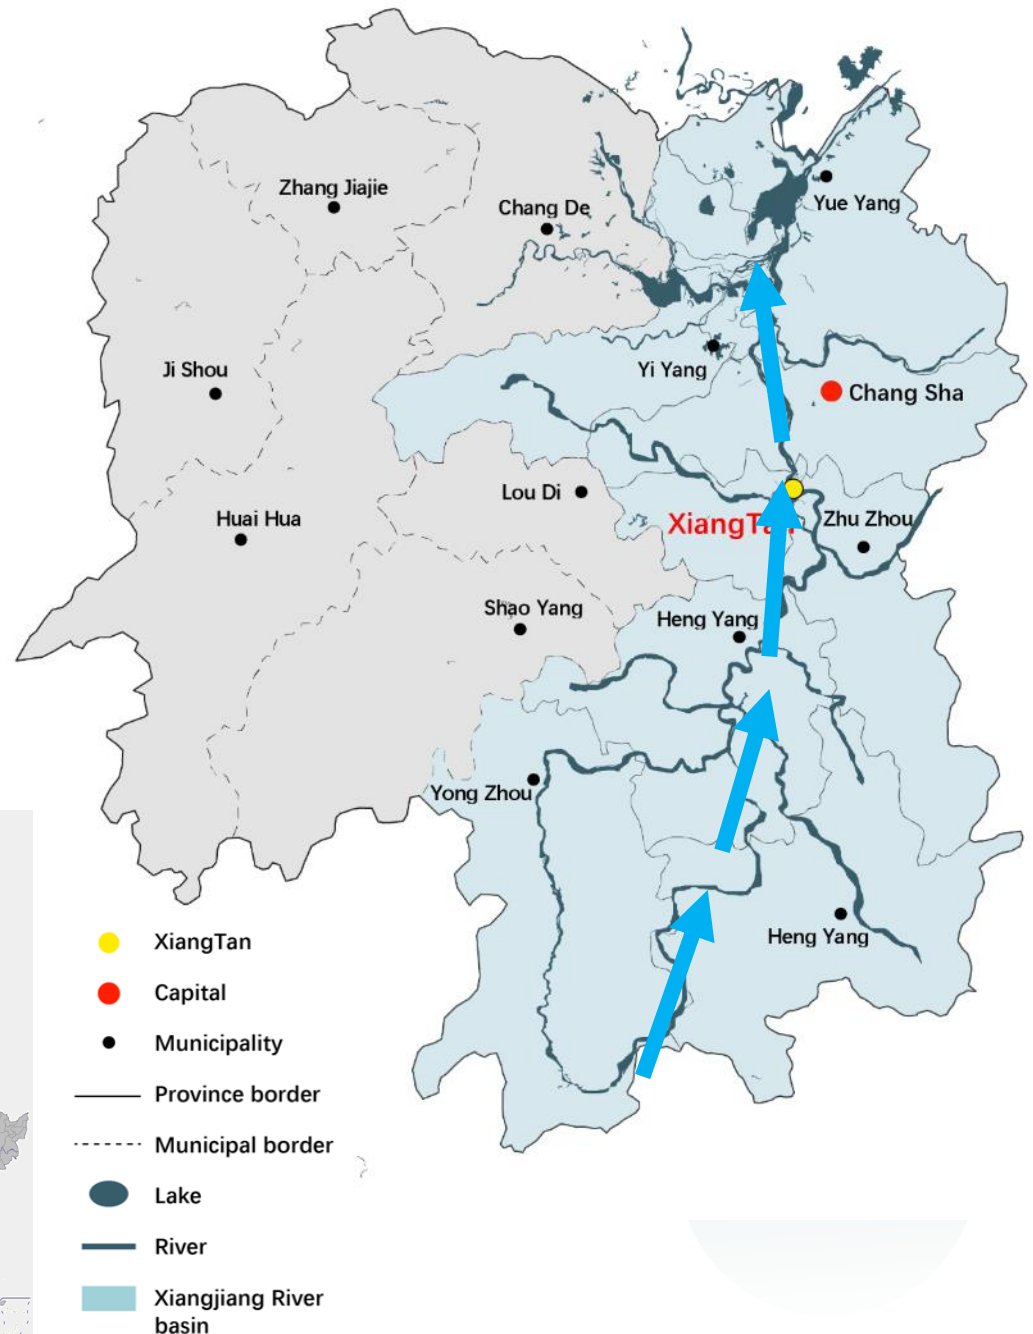 Zhang Jiajie
Chang De
Yue Yang
Ji Shou
Yi Yang
Chang Sha
Lou Di
Huai Hua
XiangTan
Zhu Zhou
Shao Yang
Heng Yang
Yong Zhou
Heng Yang
XiangTan
Capital
Municipality
Province border
Municipal border
Lake
River
Xiangjiang River
basin